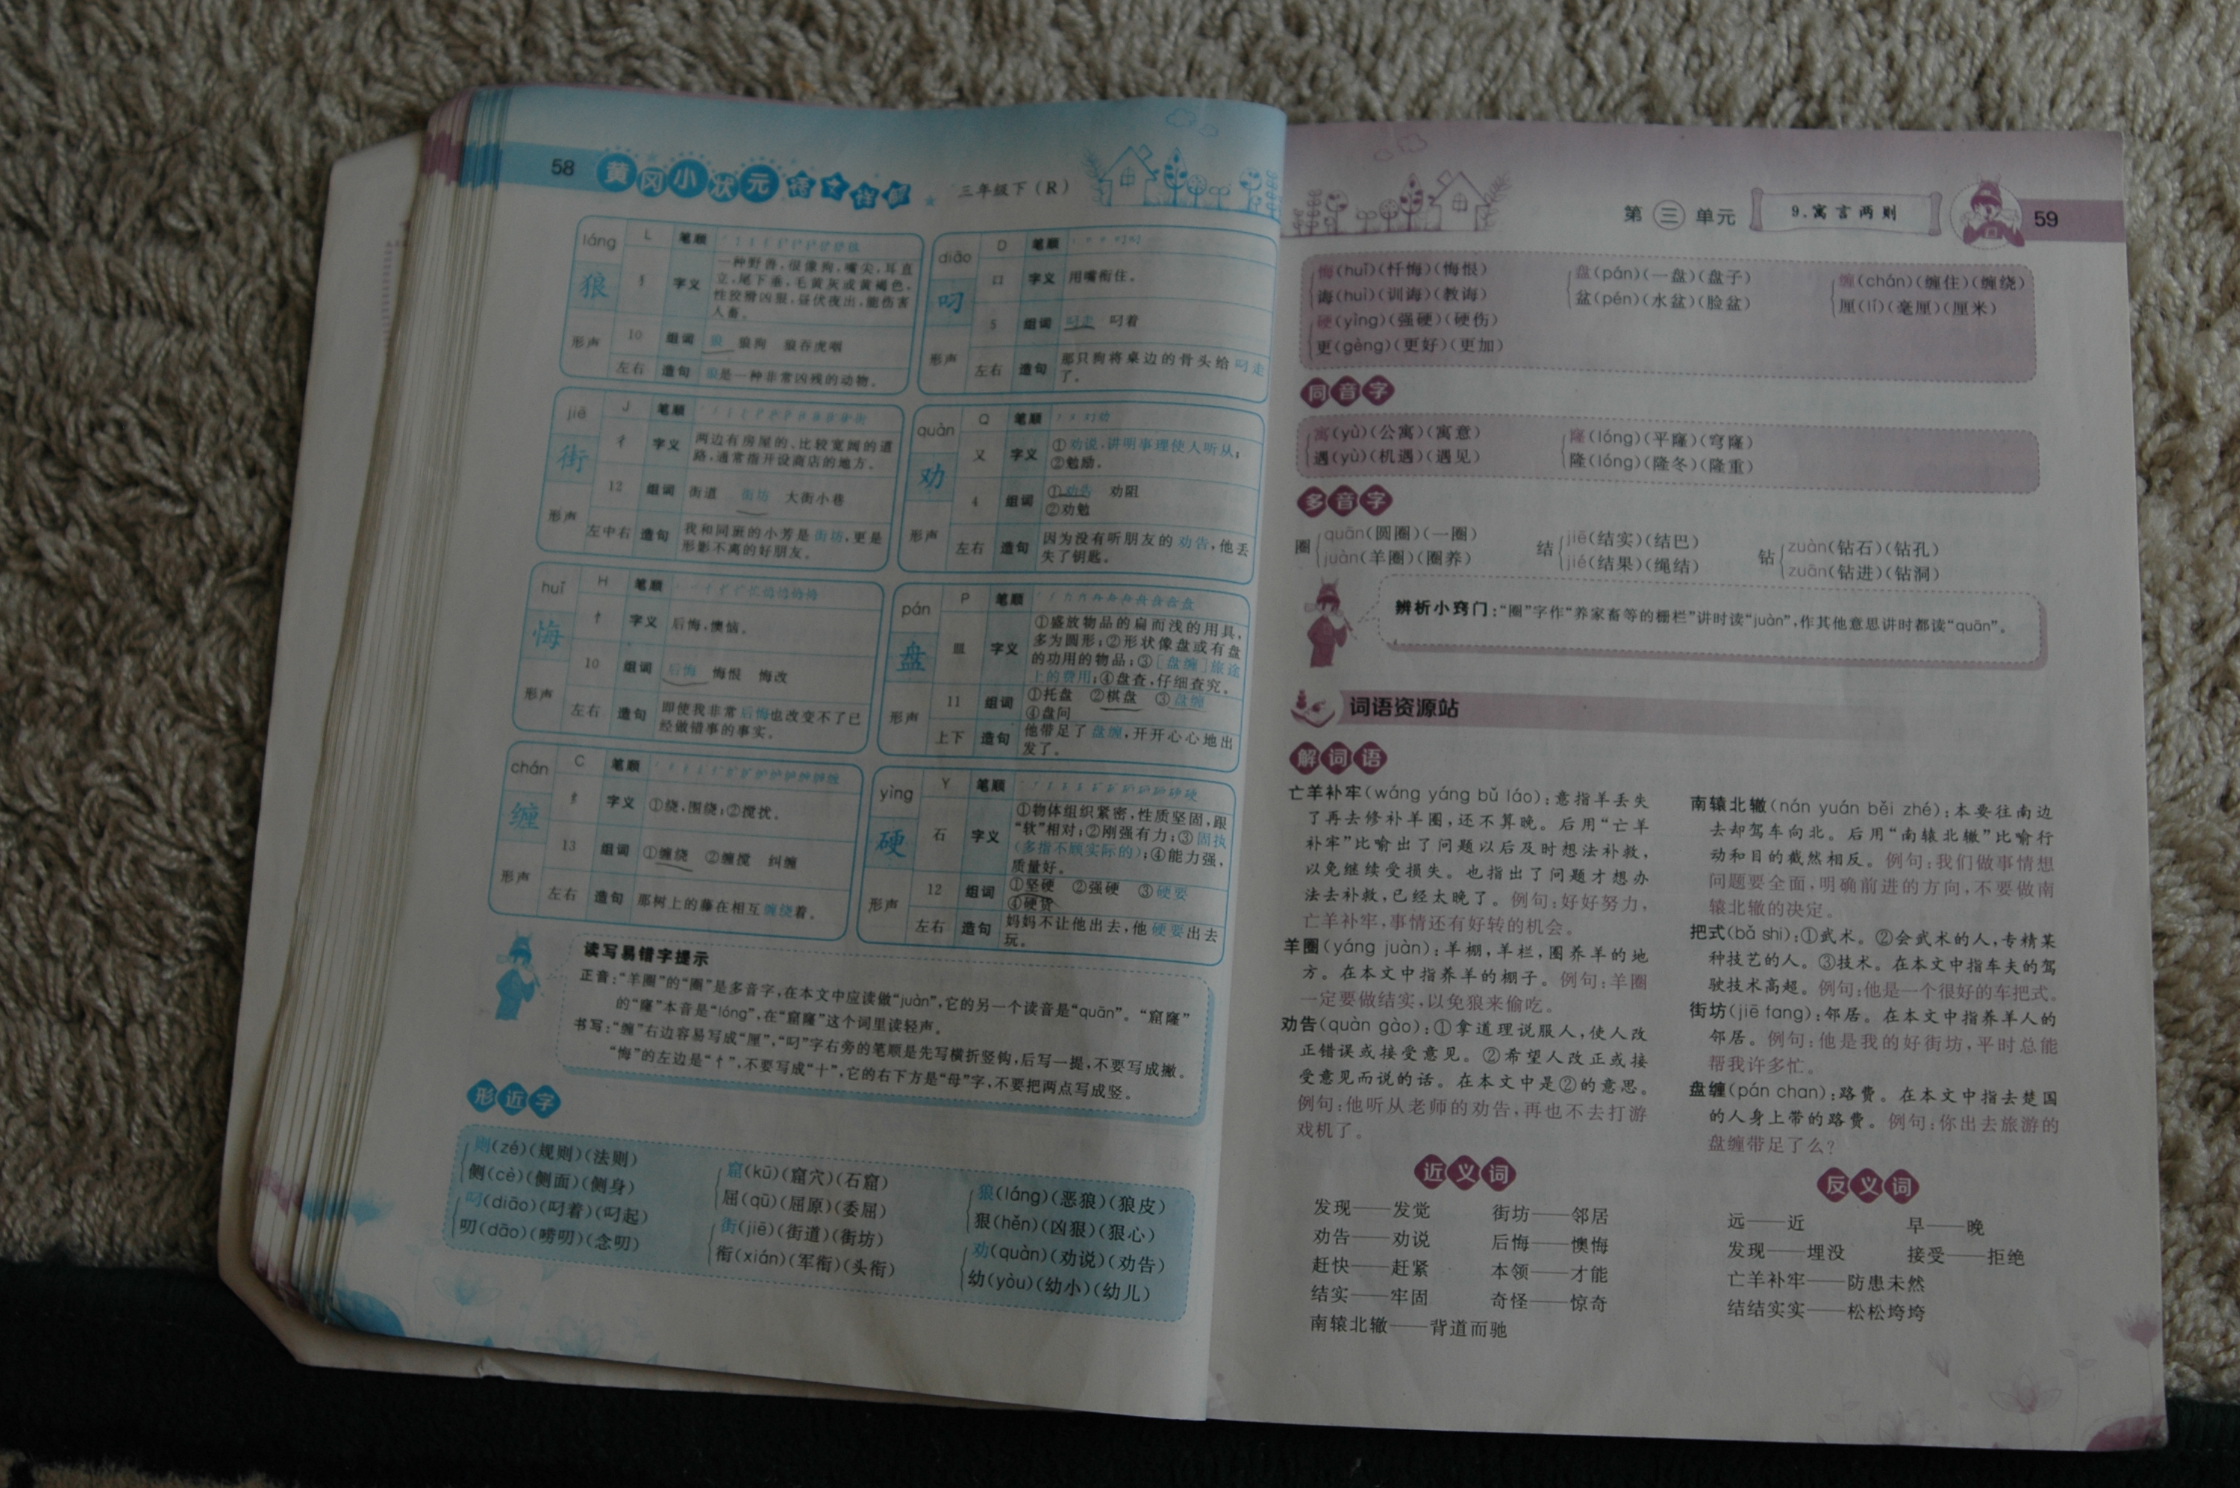 58 黄冈小状元 三年级下（R）
láng L 笔顺
狼 字义 一种野兽，很像狗，嘴尖，耳直
立，尾下垂，毛黄灰或黄褐色。
性狡猾凶狠，昼伏夜出，能伤害
人畜。
10 组词 狼 狼狗 狼吞虎咽
形声 左右 造句 狼是一种非常凶残的动物。
diāo D 笔顺
叼 口 字义 用嘴衔住。
5 组词 叼走 叼着
形声 左右 造句 那只狗将桌边的骨头给叼走
了。
jiē J 笔顺
街 彳 字义 两边有房屋的、比较宽阔的道
路，通常指开设商店的地方。
12 组词 街道 街坊 大街小巷
形声 左中右 造句 我和同厕的小芳是街坊，更是
形影不离的好朋友。
quàn Q 笔顺
劝 又 字义 ①劝说，讲明事理使人听从；
②勉励。
4 组词 ①劝告 劝阻
②劝勉
形声 左右 造句 因为没有听朋友的劝告，他丢
失了钥匙。
huǐ H 笔顺
悔 忄 字义 后悔，懊恼。
10 组词 后悔 悔恨 悔改
形声 左右 造句 即使我非常后悔也改变不了已
经做错事的事实。
pán P 笔顺
盘 皿 字义 ①盛放物品的扁而浅的用具，
多为圆形；②形状像盘或有盘
的功用的物品；③[盘缠]旅途
上的费用；④盘查，仔细查究。
11 组词 ①托盘 ②棋盘 ③盘缠
④盘问
形声 上下 造句 他带足了盘缠，开开心心地出
发了。
chán C 笔顺
缠 纟 字义 ①绕，围绕；②搅扰。
13 组词 ①缠绕 ②缠搅 纠缠
形声 左右 造句 那树上的藤在相互缠绕着。
yìng Y 笔顺
硬 石 字义 ①物体组织紧密，性质坚固，跟
“软”相对；②刚强有力；③固执
（多指不顾实际的）；④能力强，
质量好。
12 组词 ①坚硬 ②强硬 ③硬要
④硬货
形声 左右 造句 妈妈不让他出去，他硬要出去
玩。
读写易错字提示
正音：“羊圈”的“圈”是多音字，在本文中应读做“juàn”，它的另一个读音是“quān”。“窟窿”
的“窿”本音是“lóng”，在“窟窿”这个词里读轻声。
书写：“缠”右边容易写成“厘”，“叼”字右旁的笔顺是先写横折竖钩，后写一提，不要写成撇。
“悔”的左边是“忄”，不要写成“十”，它的右下方是“母”字，不要把两点写成竖。
形近字
则（zé）（规则）（法则）
侧（cè）（侧面）（侧身）
叼（diāo）（叼着）（叼起）
叨（dāo）（唠叨）（念叨）
窟（kū）（窟穴）（石窟）
屈（qū）（屈原）（委屈）
街（jiē）（街道）（街坊）
衔（xián）（军衔）（头衔）
狼（láng）（恶狼）（狼皮）
狠（hěn）（凶狠）（狠心）
劝（quàn）（劝说）（劝告）
幼（yòu）（幼小）（幼儿）
第三单元 9.寓言两则 59
悔（huǐ）（忏悔）（悔恨）
诲（huì）（训诲）（教诲）
硬（yìng）（强硬）（硬伤）
更（gèng）（更好）（更加）
盘（pán）（一盘）（盘子）
盆（pén）（水盆）（脸盆）
缠（chán）（缠住）（缠绕）
厘（lí）（毫厘）（厘米）
同音字
寓（yù）（公寓）（寓意）
遇（yù）（机遇）（遇见）
窿（lóng）（平窿）（穹窿）
隆（lóng）（隆冬）（隆重）
多音字
圈 quān（圆圈）（一圈）
juàn（羊圈）（圈养）
结 jiē（结实）（结巴）
jié（结果）（绳结）
钻 zuàn（钻石）（钻孔）
zuān（钻进）（钻洞）
辨析小窍门：“圈”字作“养家畜等的栅栏”讲时读“juàn”，作其他意思讲时都读“quān”。
词语资源站
解词语
亡羊补牢（wáng yáng bǔ láo）：意指羊丢失
了再去修补羊圈，还不算晚。后用“亡羊
补牢”比喻出了问题以后及时想法补救，
以免继续受损失。也指出了问题才想办
法去补救，已经太晚了。例句：好好努力，
亡羊补牢，事情还有好转的机会。
羊圈（yáng juàn）：羊棚，羊栏，圈养羊的地
方。在本文中指养羊的棚子。例句：羊圈
一定要做结实，以免狼来偷吃。
劝告（quàn gào）：①拿道理说服人，使人改
正错误或接受意见。②希望人改正或接
受意见而说的话。在本文中是②的意思。
例句：他听从老师的劝告，再也不去打游
戏机了。
南辕北辙（nán yuán běi zhé）：本要往南边
去却驾车向北。后用“南辕北辙”比喻行
动和目的截然相反。例句：我们做事情想
问题要全面，明确前进的方向，不要做南
辕北辙的决定。
把式（bǎ shi）：①武术。②会武术的人，专精某
种技艺的人。③技术。在本文中指车夫的驾
驶技术高超。例句：他是一个很好的车把式。
街坊（jiē fang）：邻居。在本文中指养羊人的
邻居。例句：他是我的好街坊，平时总能
帮我许多忙。
盘缠（pán chan）：路费。在本文中指去楚国
的人身上带的路费。例句：你出去旅游的
盘缠带足了么？
近义词
发现——发觉 街坊——邻居
劝告——劝说 后悔——懊悔
赶快——赶紧 本领——才能
结实——牢固 奇怪——惊奇
南辕北辙——背道而驰
反义词
远——近 早——晚
发现——埋没 接受——拒绝
亡羊补牢——防患未然
结结实实——松松垮垮